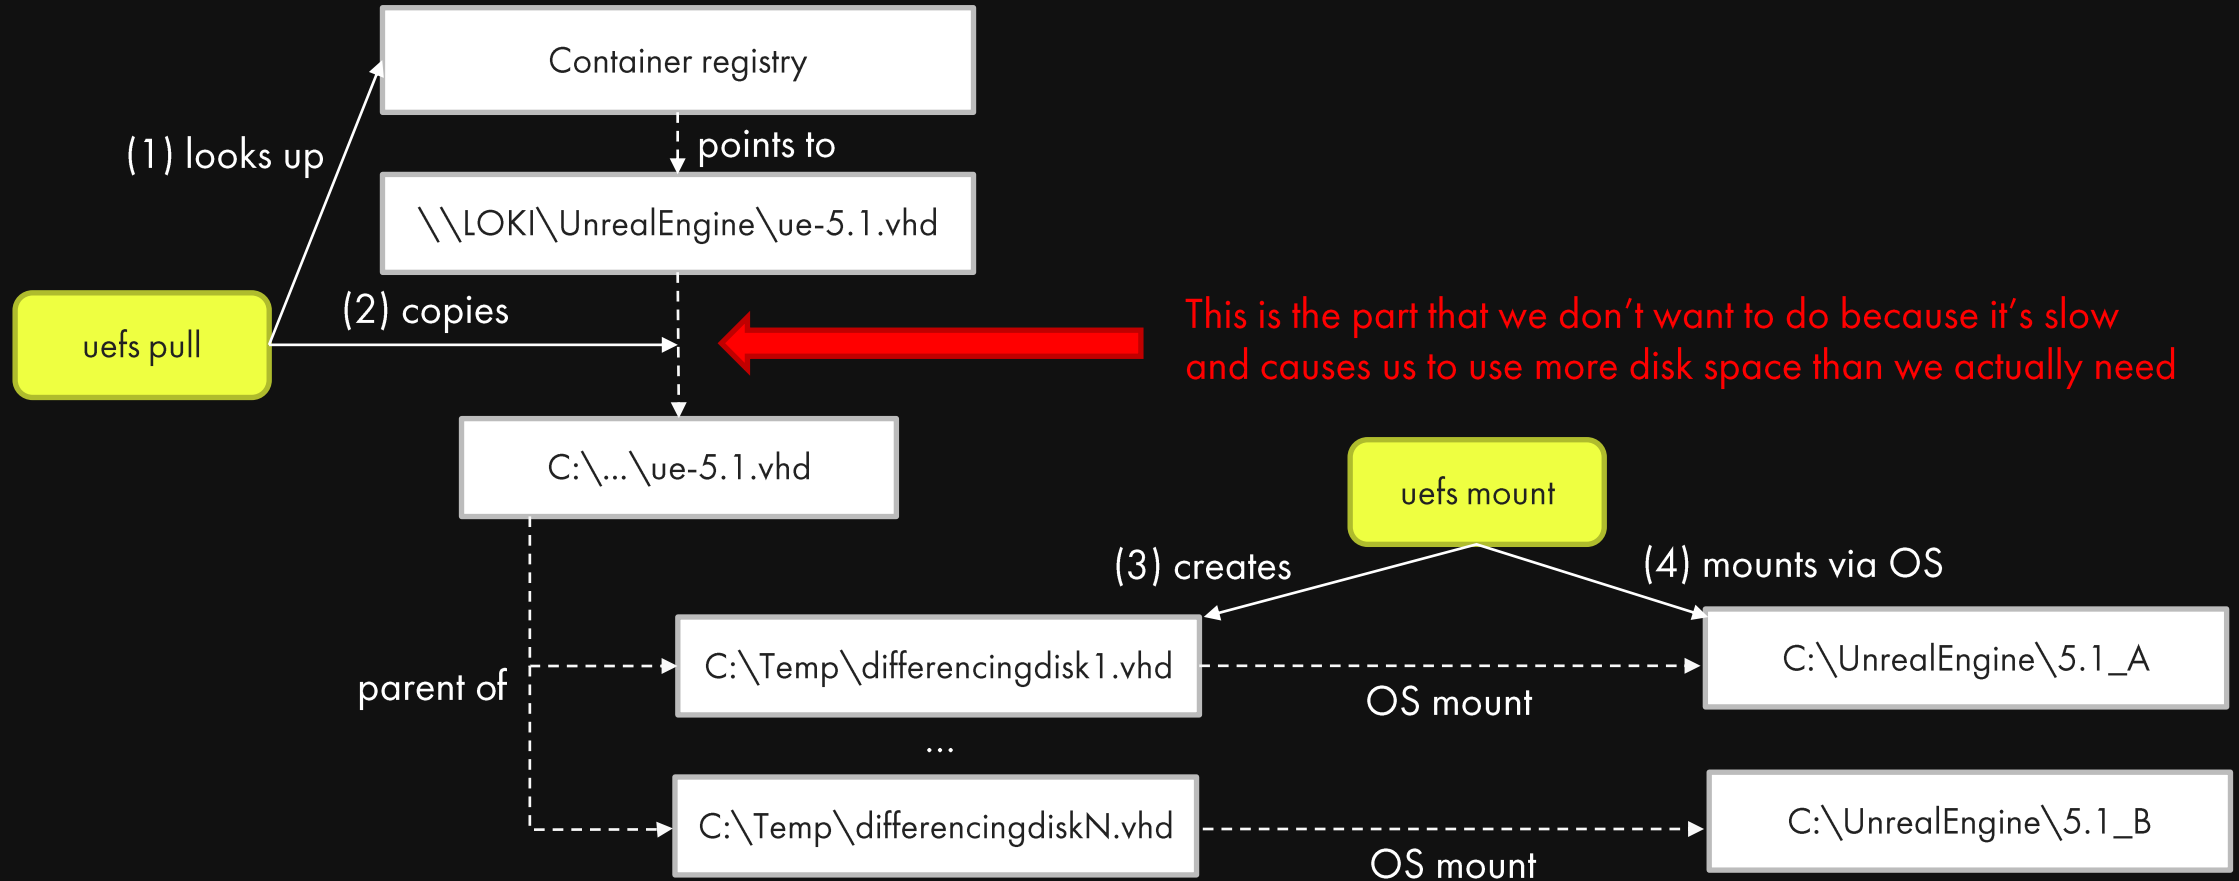 Container registry
(1) looks up
points to
\\LOKI\UnrealEngine\ue-5.1.vhd
(2) copies
uefs pull
This is the part that we don’t want to do because it’s slow
and causes us to use more disk space than we actually need
C:\...\ue-5.1.vhd
uefs mount
(3) creates
(4) mounts via OS
C:\Temp\differencingdisk1.vhd
C:\UnrealEngine\5.1_A
parent of
OS mount
...
C:\Temp\differencingdiskN.vhd
C:\UnrealEngine\5.1_B
OS mount